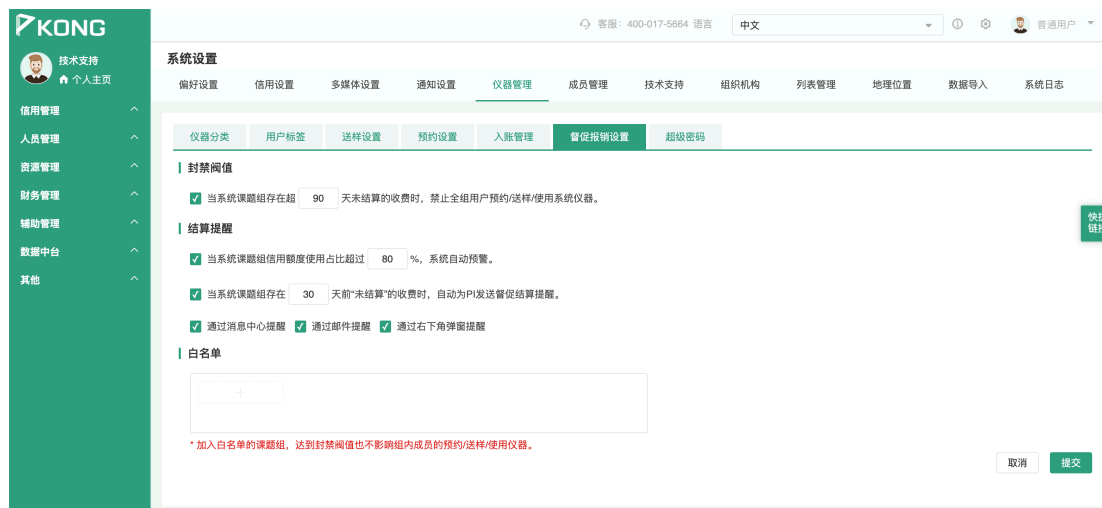 KONG
客服：400-017-5664 语言 中文 普通用户
技术支持
个人主页
信用管理
人员管理
资源管理
财务管理
辅助管理
数据中台
其他
系统设置
偏好设置 信用设置 多媒体设置 通知设置 仪器管理 成员管理 技术支持 组织机构 列表管理 地理位置 数据导入 系统日志
仪器分类 用户标签 送样设置 预约设置 入账管理 督促报销设置 超级密码
封禁阀值
当系统课题组存在超 90 天未结算的收费时，禁止全组用户预约/送样/使用系统仪器。
结算提醒
当系统课题组信用额度使用占比超过 80 %，系统自动预警。
当系统课题组存在 30 天前“未结算”的收费时，自动为PI发送督促结算提醒。
通过消息中心提醒 通过邮件提醒 通过右下角弹窗提醒
白名单
* 加入白名单的课题组，达到封禁阀值也不影响组内成员的预约/送样/使用仪器。
取消 提交
快
链